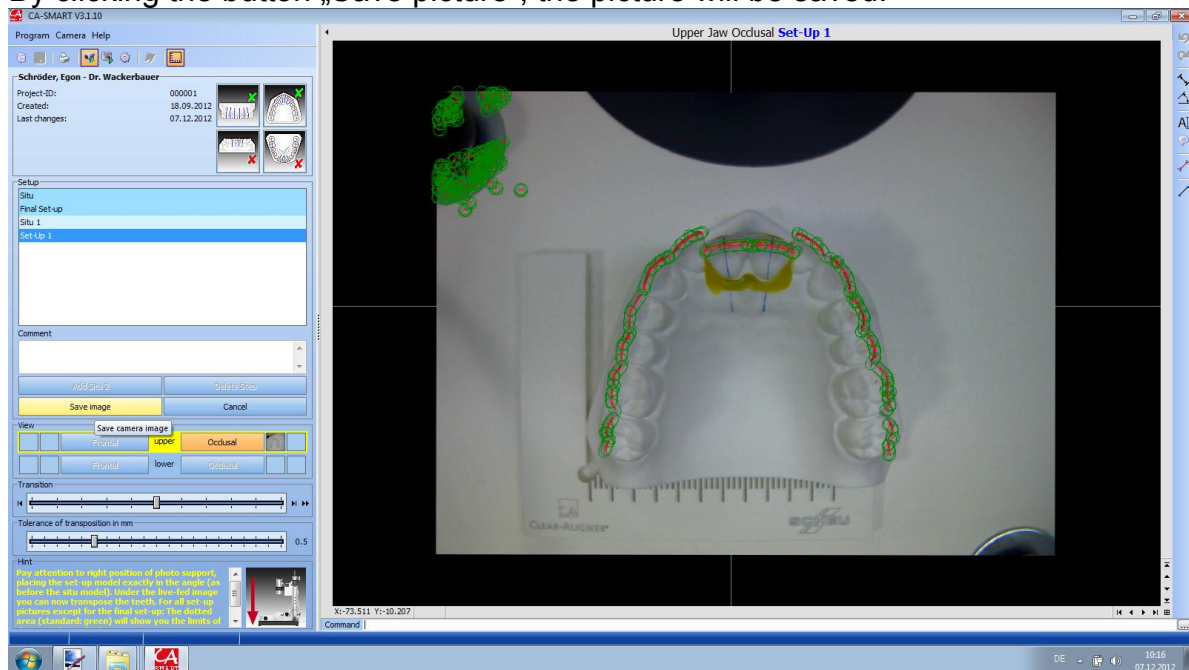 By clicking the button „Save picture“, the picture will be saved.
CA-SMART V3.1.10
Program Camera Help
Upper Jaw Occlusal Set-Up 1
Schröder, Egon - Dr. Wackerbauer
Project-ID: 000001
Created: 18.09.2012
Last changes: 07.12.2012
Setup
Situ
Final Set-up
Situ 1
Set-Up 1
Comment
Add Situ 2 Delete Step
Save image Cancel
Save camera image
View
Frontal upper Occlusal
Frontal lower Occlusal
Transition
Tolerance of transposition in mm
0.5
Hint
Pay attention to right position of photo support,
placing the set-up model exactly in the angle (as
before the situ model). Under the live-fed image
you can now transpose the teeth. For all set-up
pictures except for the final set-up: The dotted
area (standard: green) will show you the limits of
CA
CLEAR-ALIGNER
SCHEU
X:-73.511 Y:-10.207
Command
A
CA
SMART
DE
10:16
07.12.2012